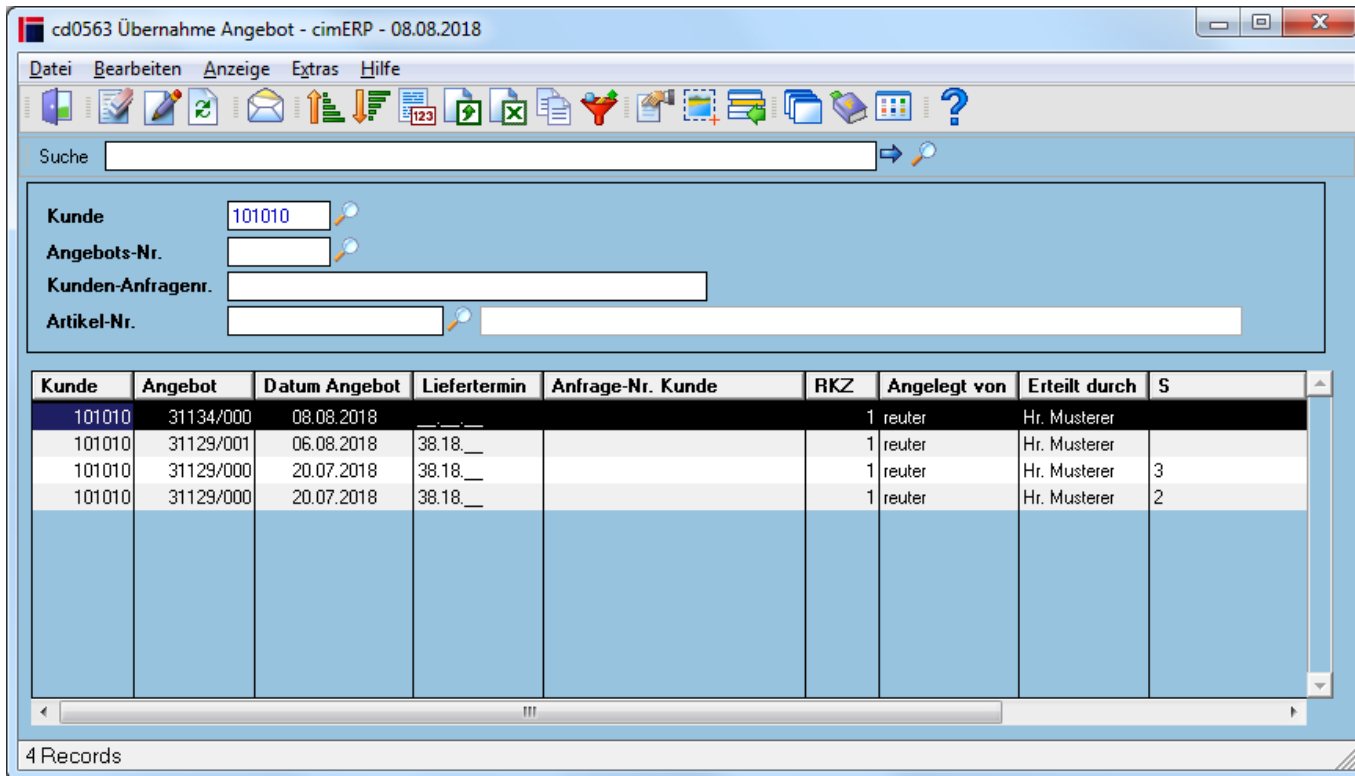 cd0563 Übernahme Angebot - cimERP - 08.08.2018
Datei Bearbeiten Anzeige Extras Hilfe
123
Suche
Kunde 101010
Angebots-Nr.
Kunden-Anfragenr.
Artikel-Nr.
Kunde Angebot Datum Angebot Liefertermin Anfrage-Nr. Kunde RKZ Angelegt von Erteilt durch S
101010 31134/000 08.08.2018 __.__.__ 1 reuter Hr. Musterer
101010 31129/001 06.08.2018 38.18.__ 1 reuter Hr. Musterer
101010 31129/000 20.07.2018 38.18.__ 1 reuter Hr. Musterer 3
101010 31129/000 20.07.2018 38.18.__ 1 reuter Hr. Musterer 2
4 Records